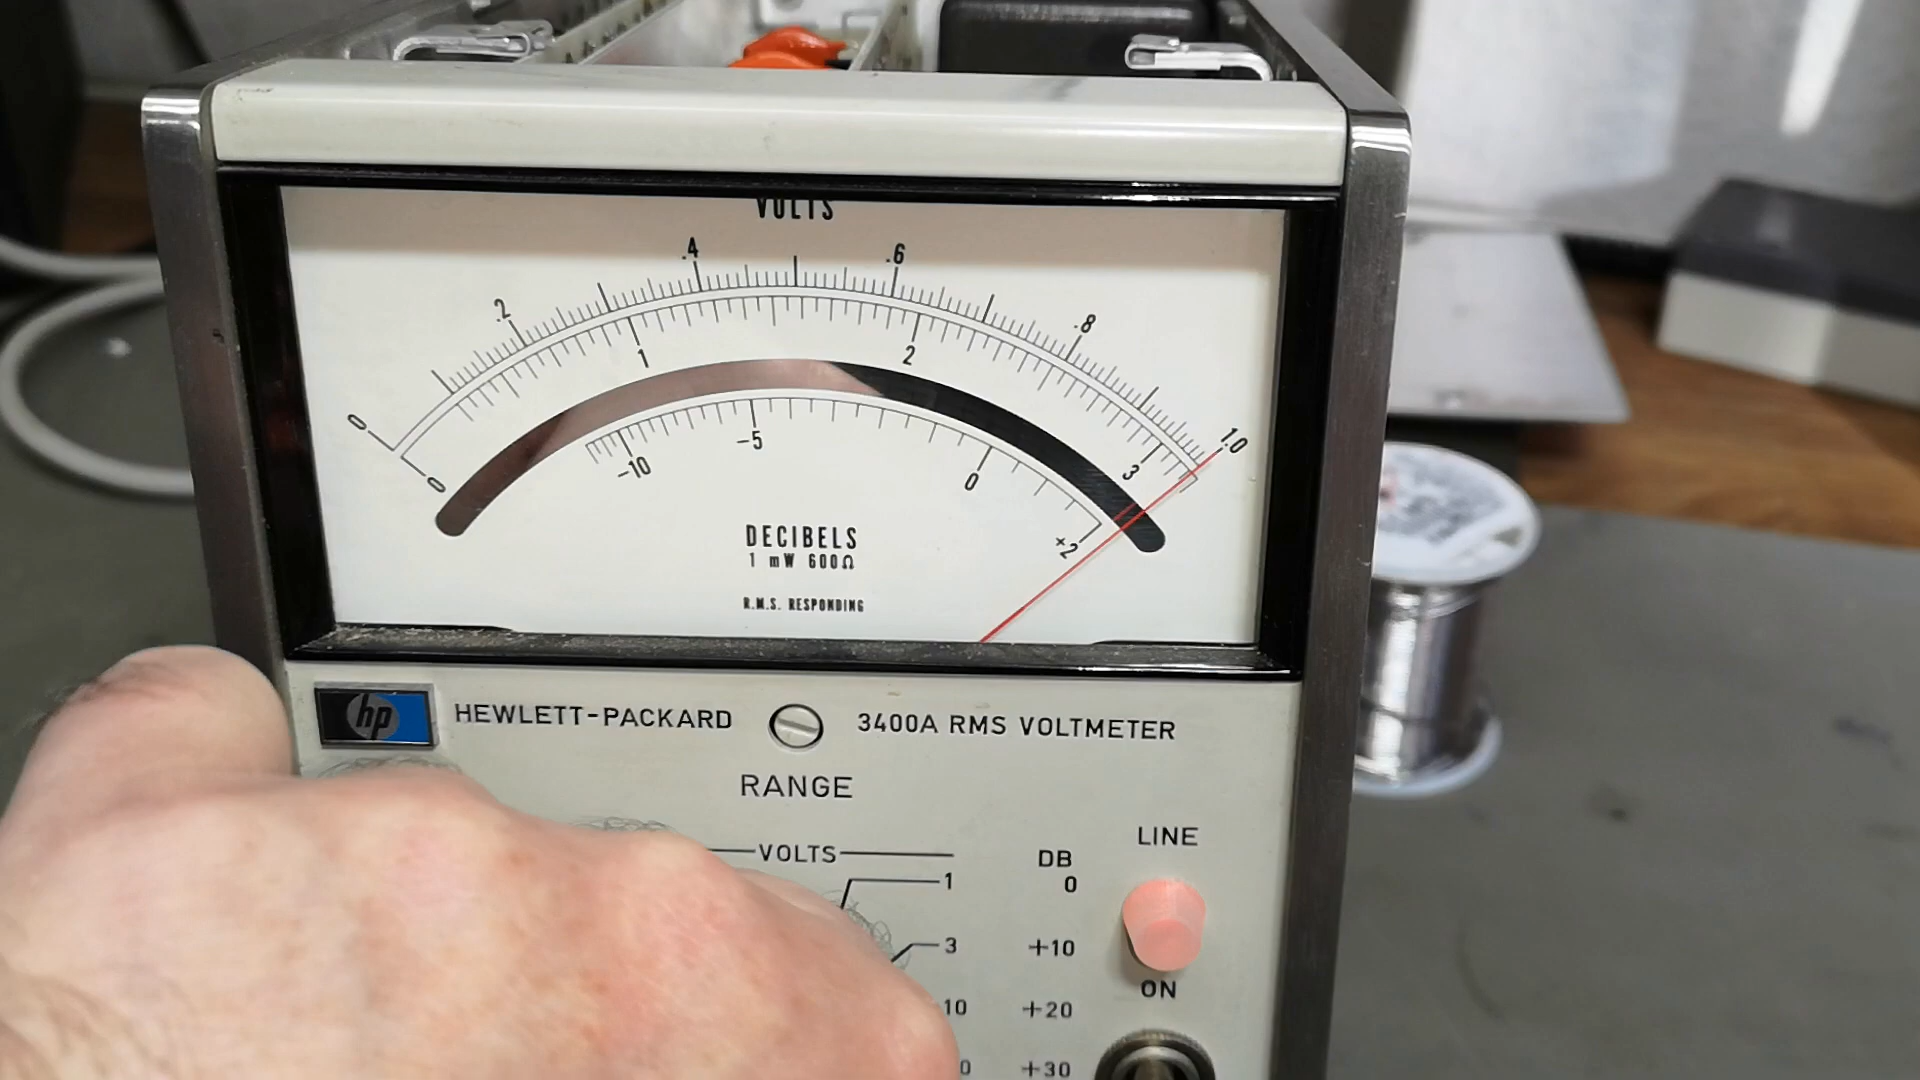 VOLTS
0 .2 .4 .6 .8 1.0
0 1 2 3
-10 -5 0 +2
DECIBELS
1 mW 600Ω
R.M.S. RESPONDING
hp HEWLETT-PACKARD 3400A RMS VOLTMETER
RANGE
LINE
VOLTS DB
1 0
3 +10
ON
10 +20
0 +30